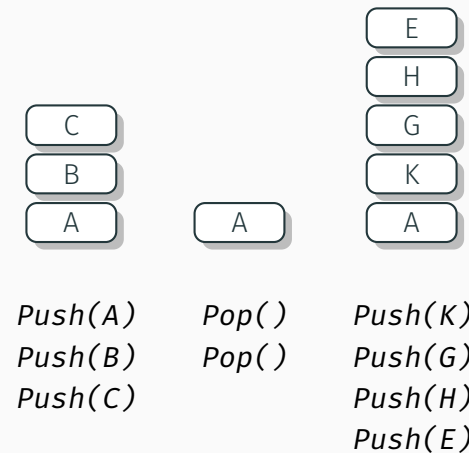 E
H
C
G
B
K
A
A
A
Push(A)
Pop()
Push(K)
Push(B)
Pop()
Push(G)
Push(C)
Push(H)
Push(E)